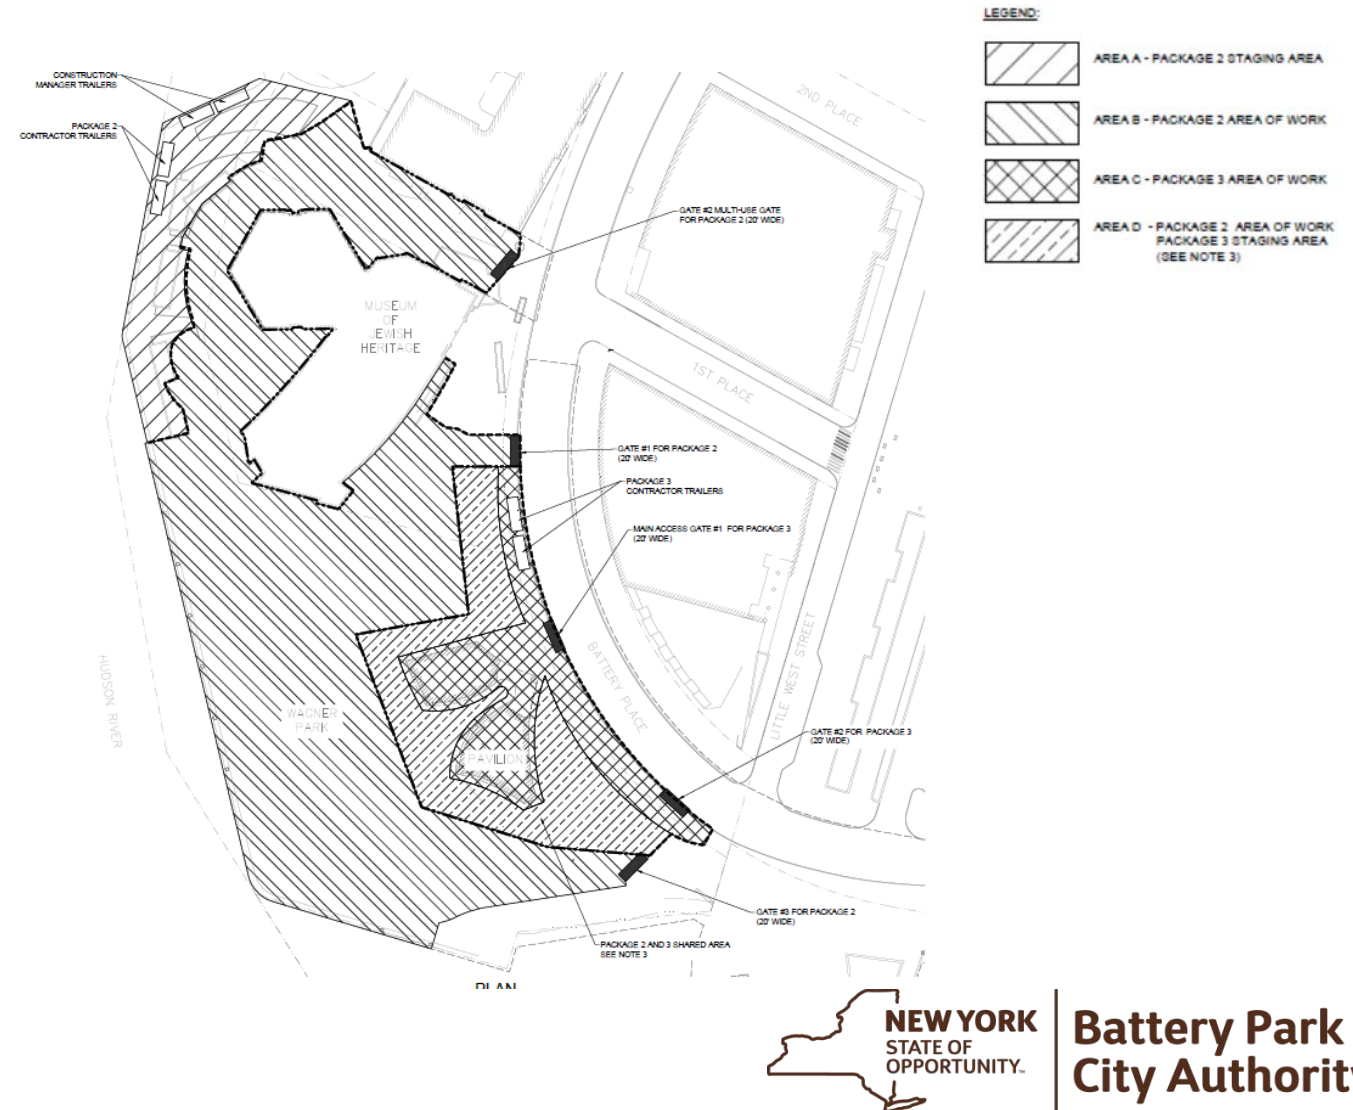 LEGEND:
AREA A - PACKAGE 2 STAGING AREA
AREA B - PACKAGE 2 AREA OF WORK
AREA C - PACKAGE 3 AREA OF WORK
AREA D - PACKAGE 2 AREA OF WORK
PACKAGE 3 STAGING AREA
(SEE NOTE 3)
CONSTRUCTION
MANAGER TRAILERS
PACKAGE 2
CONTRACTOR TRAILERS
2ND PLACE
GATE #2 MULTI-USE GATE
FOR PACKAGE 2 (20' WIDE)
MUSEUM
OF
JEWISH
HERITAGE
1ST PLACE
GATE #1 FOR PACKAGE 2
(20' WIDE)
PACKAGE 3
CONTRACTOR TRAILERS
MAIN ACCESS GATE #1 FOR PACKAGE 3
(20' WIDE)
BATTERY PLACE
LITTLE WEST STREET
HUDSON RIVER
WAGNER
PARK
PAVILION
GATE #2 FOR PACKAGE 3
(20' WIDE)
GATE #3 FOR PACKAGE 2
(20' WIDE)
PACKAGE 2 AND 3 SHARED AREA
SEE NOTE 3
PLAN
NEW YORK
STATE OF
OPPORTUNITY™
Battery Park
City Authority